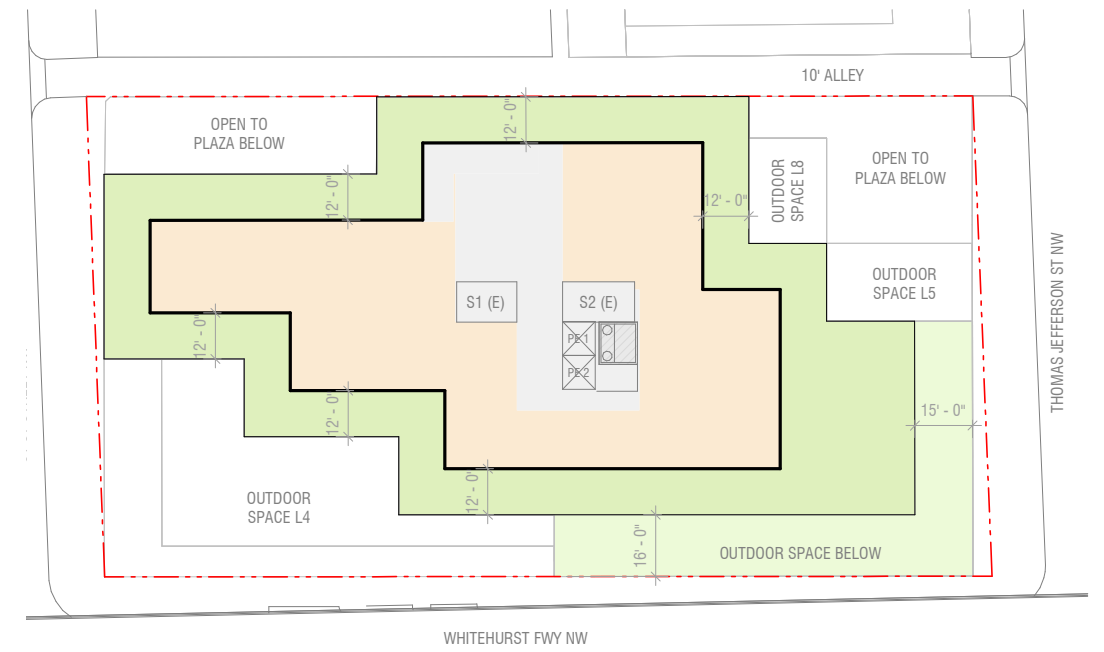 10' ALLEY
OPEN TO
PLAZA BELOW
12' - 0"
12' - 0"
OUTDOOR
SPACE L8
OPEN TO
PLAZA BELOW
12' - 0"
OUTDOOR
SPACE L5
THOMAS JEFFERSON ST NW
S1 (E)
S2 (E)
PE 1
PE 2
12' - 0"
12' - 0"
15' - 0"
OUTDOOR
SPACE L4
12' - 0"
16' - 0"
OUTDOOR SPACE BELOW
WHITEHURST FWY NW